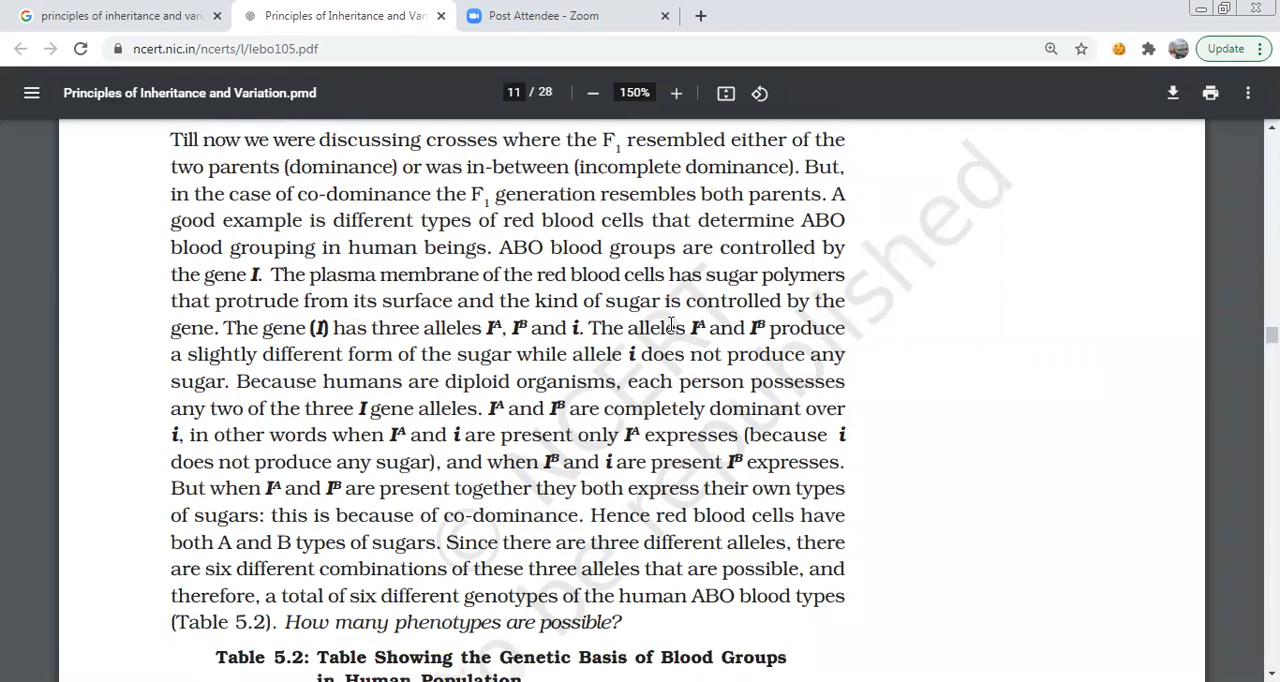 principles of inheritance and vari
Principles of Inheritance and Var
Post Attendee - Zoom
ncert.nic.in/ncerts/l/lebo105.pdf
Update
Principles of Inheritance and Variation.pmd
11 / 28
150%
Till now we were discussing crosses where the F1 resembled either of the
two parents (dominance) or was in-between (incomplete dominance). But,
in the case of co-dominance the F1 generation resembles both parents. A
good example is different types of red blood cells that determine ABO
blood grouping in human beings. ABO blood groups are controlled by
the gene I. The plasma membrane of the red blood cells has sugar polymers
that protrude from its surface and the kind of sugar is controlled by the
gene. The gene (I) has three alleles IA, IB and i. The alleles IA and IB produce
a slightly different form of the sugar while allele i does not produce any
sugar. Because humans are diploid organisms, each person possesses
any two of the three I gene alleles. IA and IB are completely dominant over
i, in other words when IA and i are present only IA expresses (because i
does not produce any sugar), and when IB and i are present IB expresses.
But when IA and IB are present together they both express their own types
of sugars: this is because of co-dominance. Hence red blood cells have
both A and B types of sugars. Since there are three different alleles, there
are six different combinations of these three alleles that are possible, and
therefore, a total of six different genotypes of the human ABO blood types
(Table 5.2). How many phenotypes are possible?
Table 5.2: Table Showing the Genetic Basis of Blood Groups
in Human Population
© NCERT
to be republished